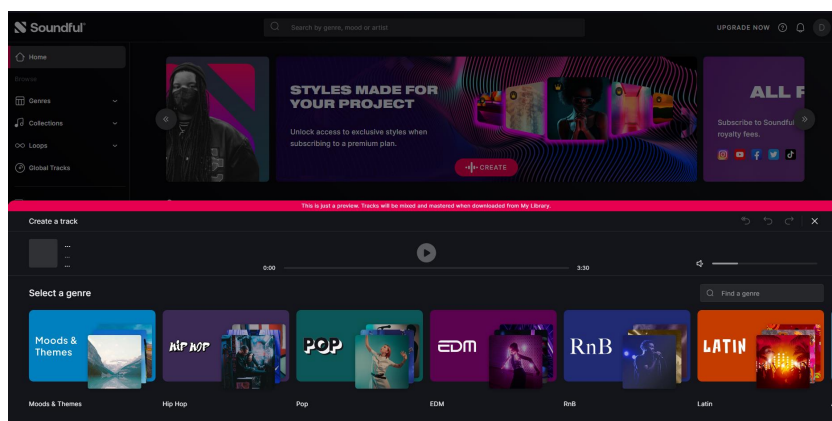 Soundful
Search by genre, mood or artist
UPGRADE NOW
D
Home
Browse
Genres
Collections
Loops
Global Tracks
STYLES MADE FOR
YOUR PROJECT
Unlock access to exclusive styles when
subscribing to a premium plan.
CREATE
ALL F
Subscribe to Soundful
royalty fees.
This is just a preview. Tracks will be mixed and mastered when downloaded from My Library.
Create a track
...
...
...
0:00
3:30
Select a genre
Find a genre
Moods &
Themes
HIP HOP
POP
EDM
RnB
LATIN
Moods & Themes
Hip Hop
Pop
EDM
RnB
Latin